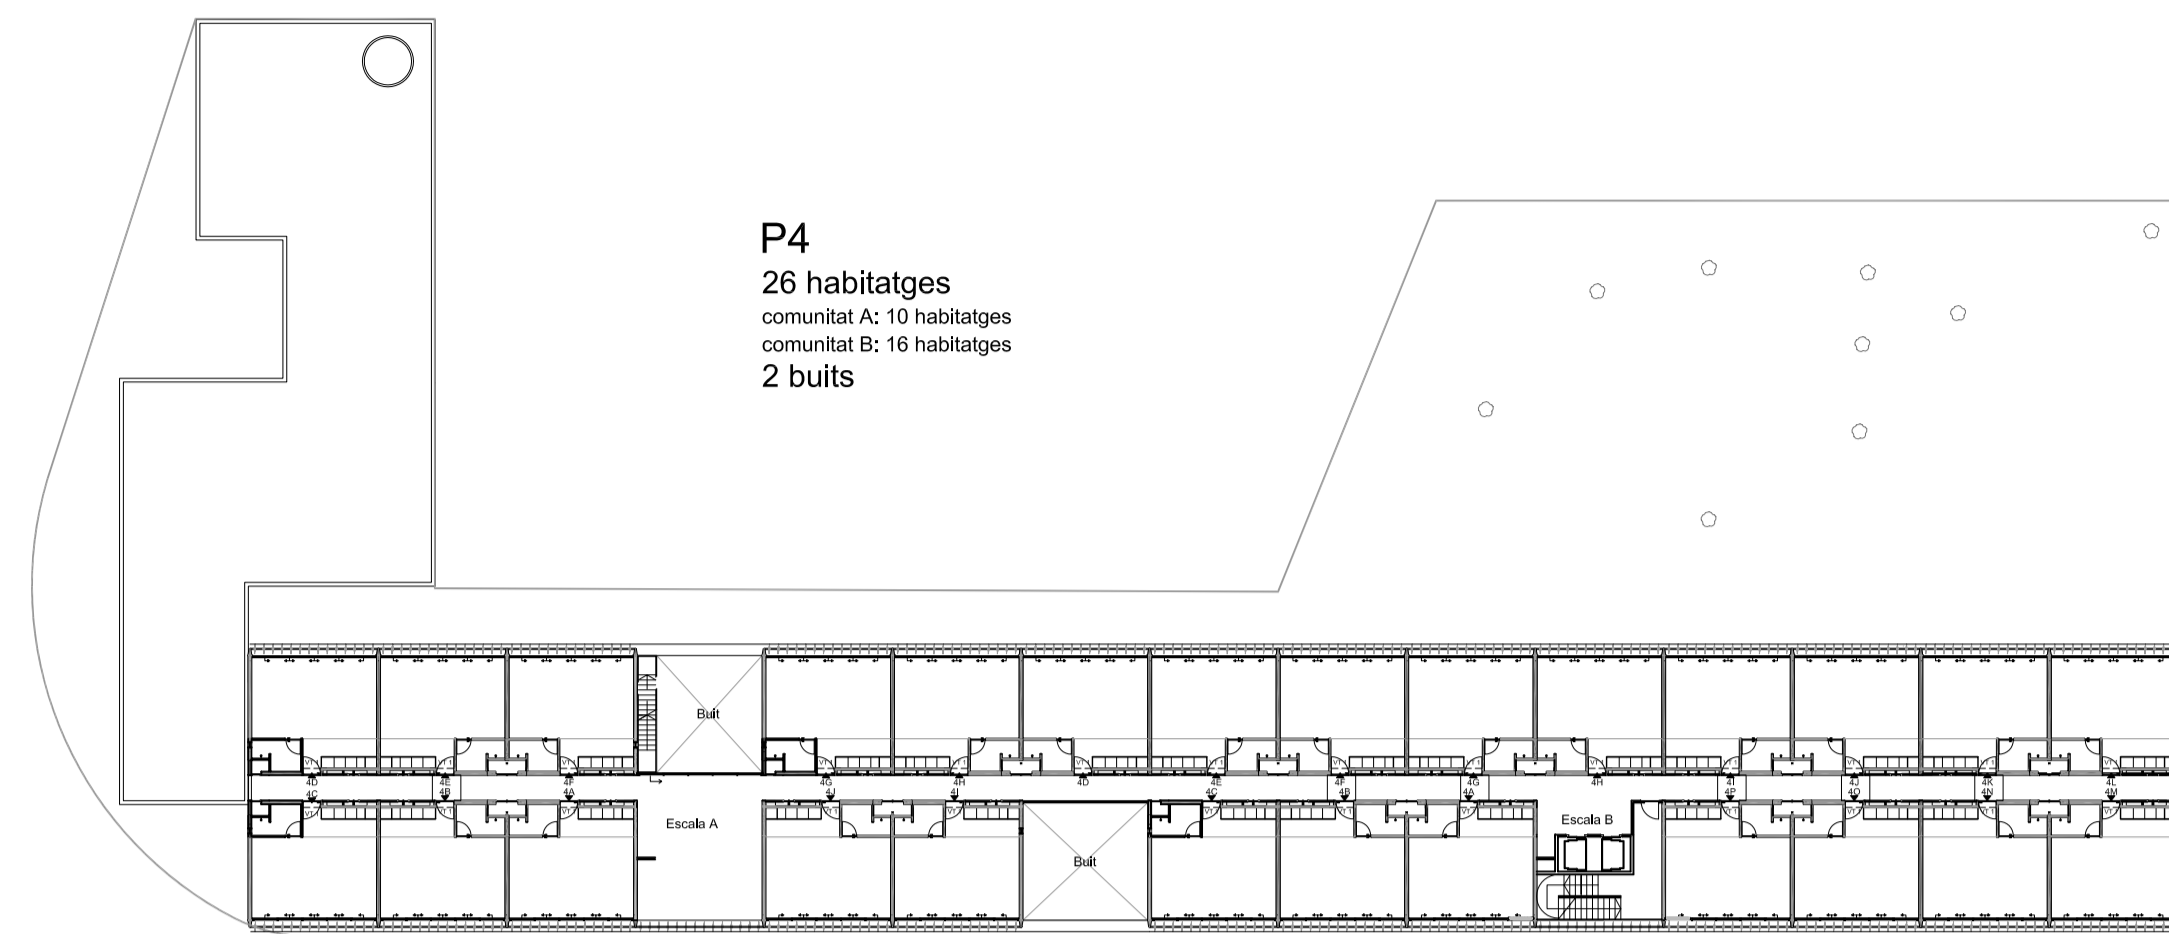 P4
26 habitatges
comunitat A: 10 habitatges
comunitat B: 16 habitatges
2 buits
Buit
4D 4E 4F 4G 4H 4D 4E 4F 4G 4H 4I 4J 4K 4L
4C 4B 4A 4J 4I 4C 4B 4A 4P 4O 4N 4M
Escala A
Escala B
Buit